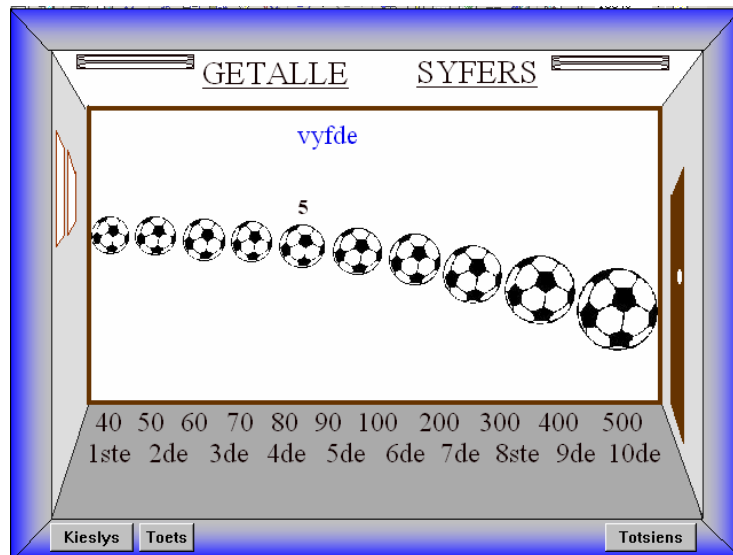 GETALLE SYFERS
vyfde
5
40 50 60 70 80 90 100 200 300 400 500
1ste 2de 3de 4de 5de 6de 7de 8ste 9de 10de
Kieslys Toets Totsiens